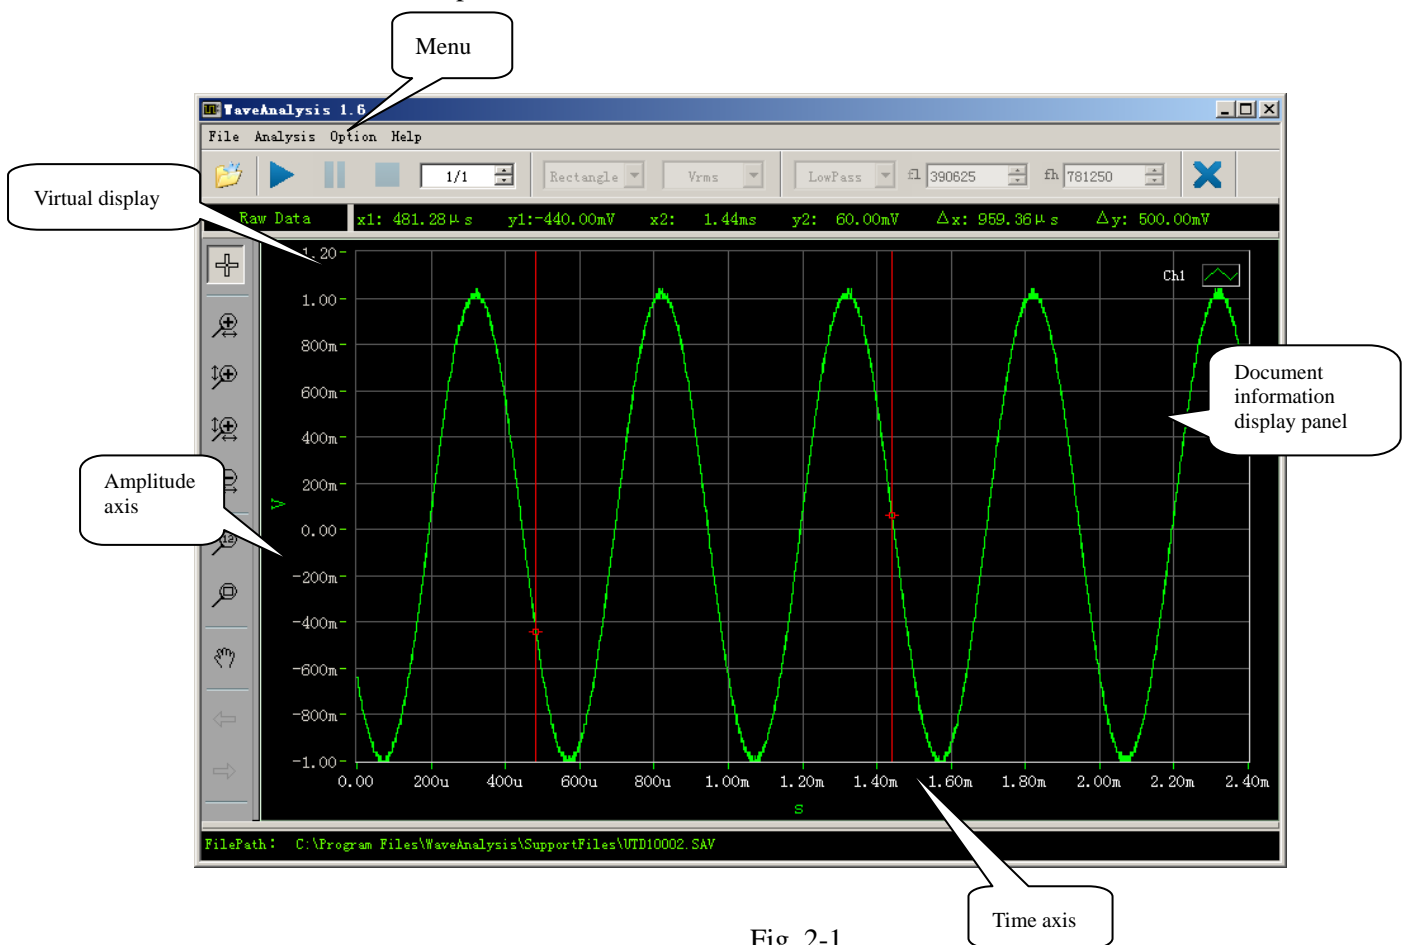 Menu
WaveAnalysis 1.6
File Analysis Option Help
1/1 Rectangle Vrms LowPass fl 390625 fh 781250
Virtual display
Raw Data x1: 481.28μs y1:-440.00mV x2: 1.44ms y2: 60.00mV Δx: 959.36μs Δy: 500.00mV
1.20
Ch1
1.00
800m
600m
400m
200m
V
0.00
-200m
-400m
-600m
-800m
-1.00
Document
information
display panel
Amplitude
axis
0.00 200u 400u 600u 800u 1.00m 1.20m 1.40m 1.60m 1.80m 2.00m 2.20m 2.40m
s
FilePath: C:\Program Files\WaveAnalysis\SupportFiles\UTD10002.SAV
Time axis
Fig. 2-1